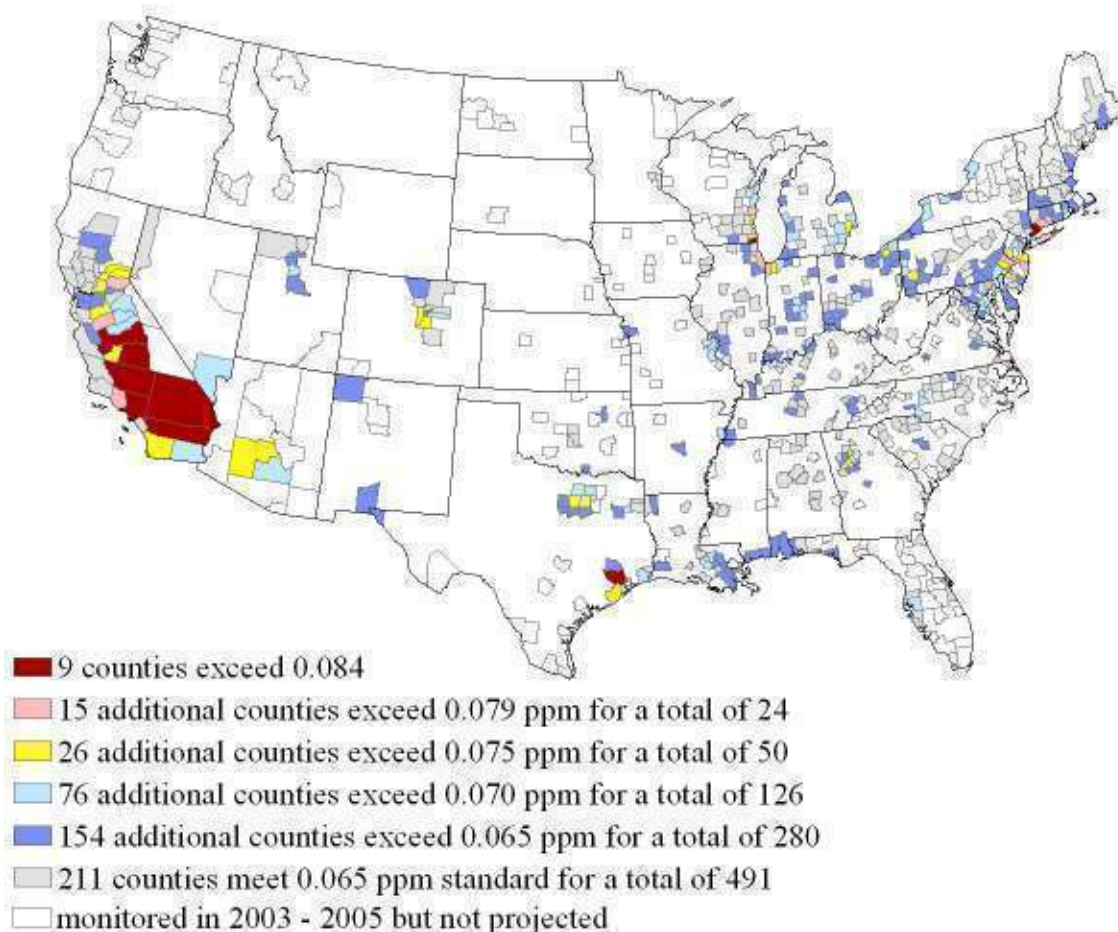 9 counties exceed 0.084
15 additional counties exceed 0.079 ppm for a total of 24
26 additional counties exceed 0.075 ppm for a total of 50
76 additional counties exceed 0.070 ppm for a total of 126
154 additional counties exceed 0.065 ppm for a total of 280
211 counties meet 0.065 ppm standard for a total of 491
monitored in 2003 - 2005 but not projected